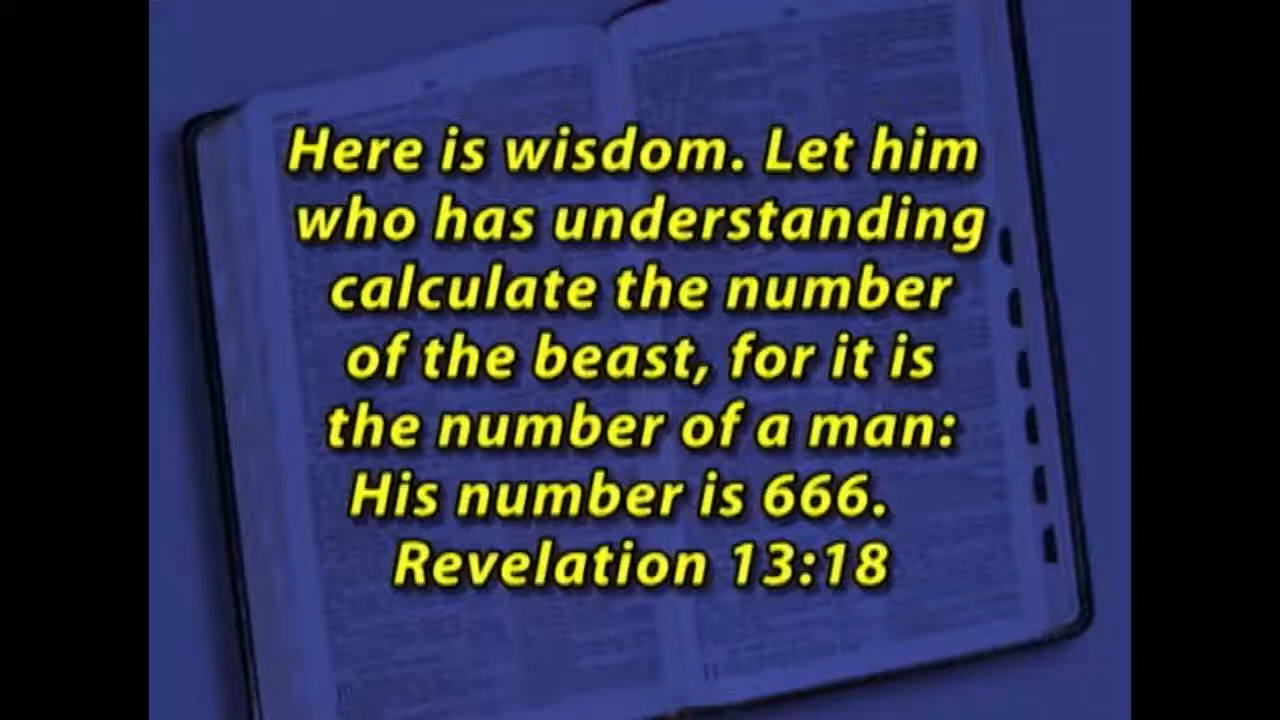 Here is wisdom. Let him
who has understanding
calculate the number
of the beast, for it is
the number of a man:
His number is 666.
Revelation 13:18